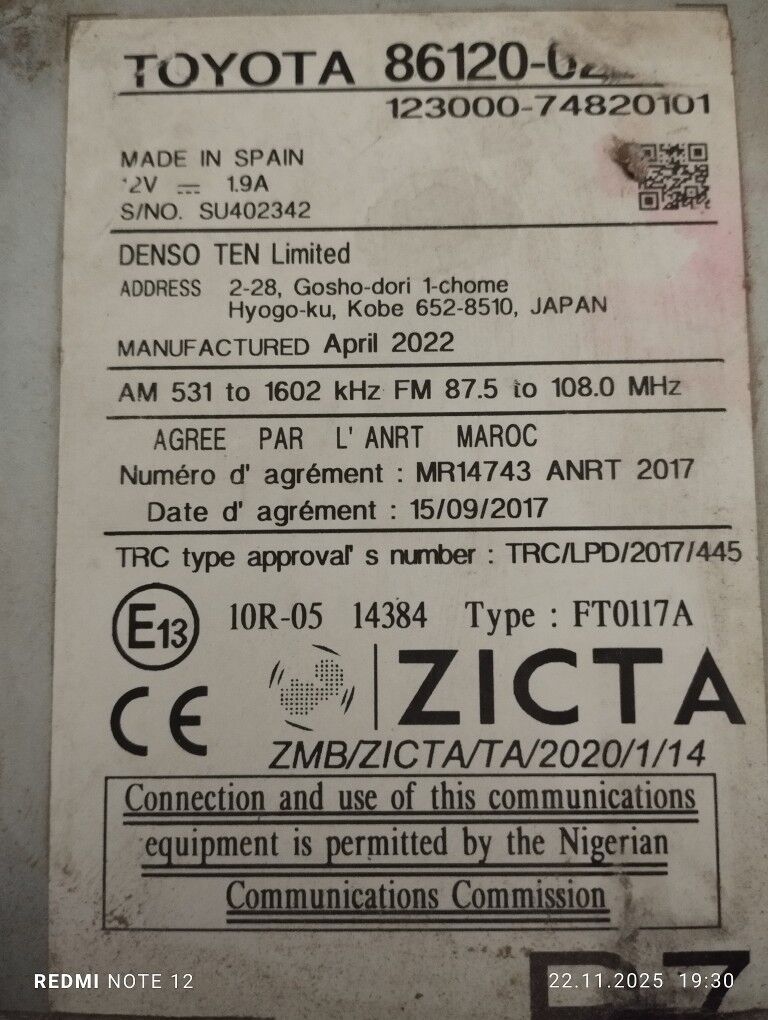 TOYOTA 86120-02
123000-74820101
MADE IN SPAIN
12V ⎓ 1.9A
S/NO. SU402342
DENSO TEN Limited
ADDRESS 2-28, Gosho-dori 1-chome
Hyogo-ku, Kobe 652-8510, JAPAN
MANUFACTURED April 2022
AM 531 to 1602 kHz FM 87.5 to 108.0 MHz
AGREE PAR L' ANRT MAROC
Numéro d' agrément : MR14743 ANRT 2017
Date d' agrément : 15/09/2017
TRC type approval' s number : TRC/LPD/2017/445
E13 10R-05 14384 Type : FT0117A
CE ZICTA
ZMB/ZICTA/TA/2020/1/14
Connection and use of this communications
equipment is permitted by the Nigerian
Communications Commission
REDMI NOTE 12
22.11.2025 19:30